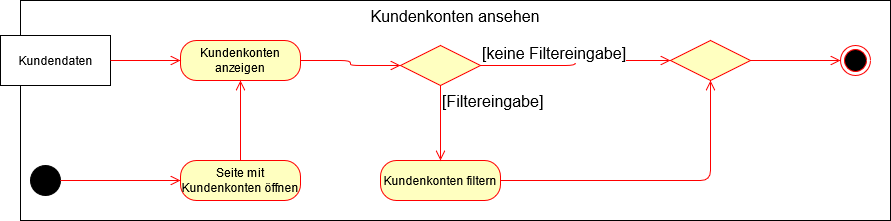 Kundenkonten ansehen
Kundendaten
Kundenkonten
anzeigen
[keine Filtereingabe]
[Filtereingabe]
Seite mit
Kundenkonten öffnen
Kundenkonten filtern